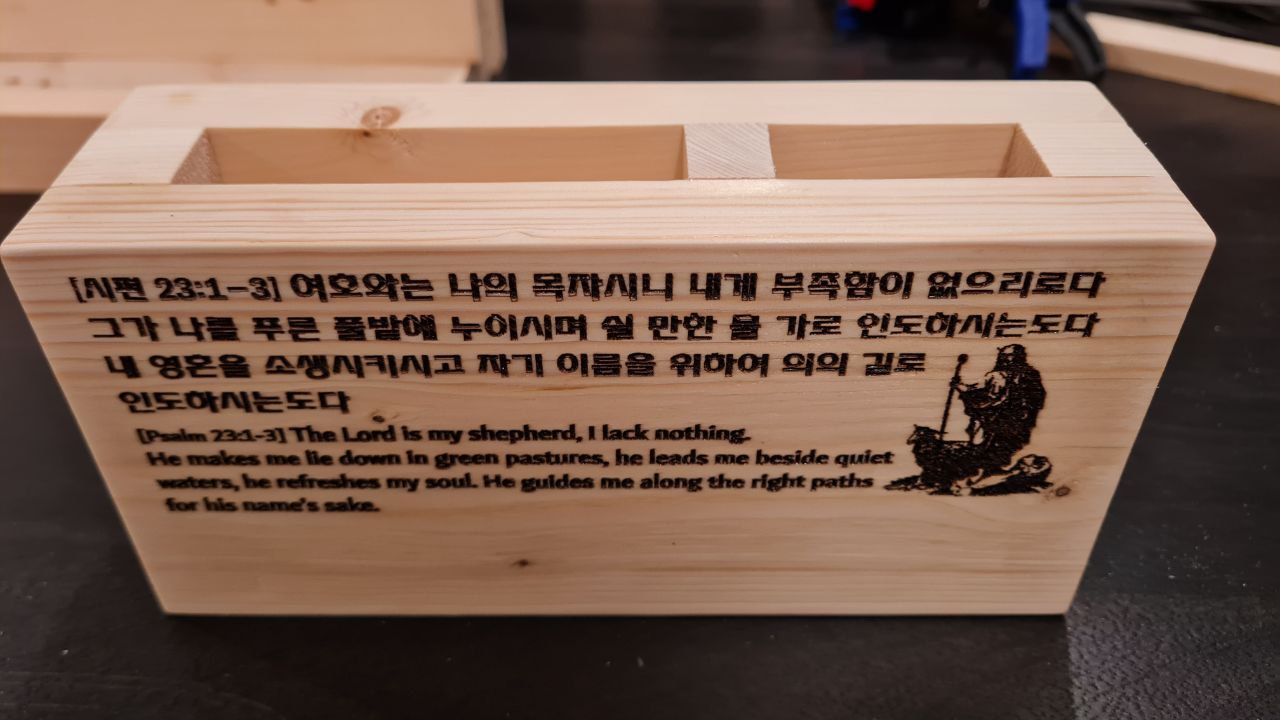 [시편 23:1-3] 여호와는 나의 목자시니 내게 부족함이 없으리로다
그가 나를 푸른 풀밭에 누이시며 쉴 만한 물 가로 인도하시는도다
내 영혼을 소생시키시고 자기 이름을 위하여 의의 길로
인도하시는도다
[Psalm 23:1-3] The Lord is my shepherd, I lack nothing.
He makes me lie down in green pastures, he leads me beside quiet
waters, he refreshes my soul. He guides me along the right paths
for his name's sake.